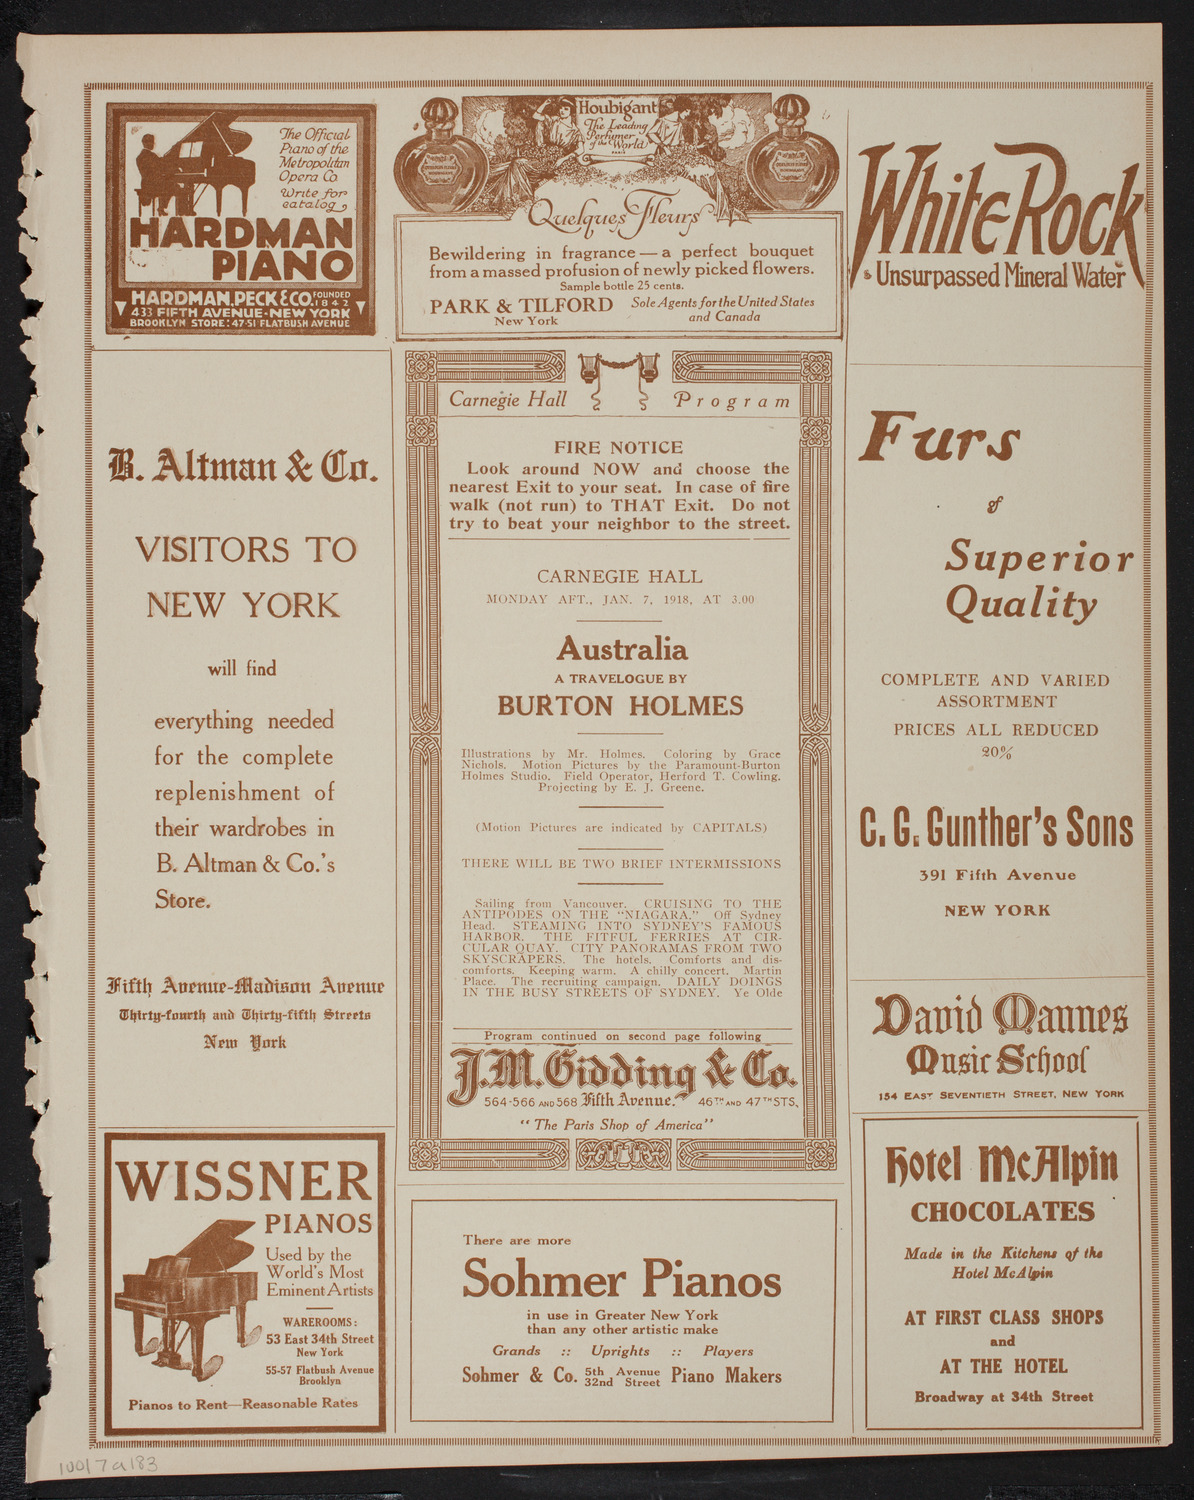 The Official
Piano of the
Metropolitan
Opera Co.
Write for
catalog
HARDMAN
PIANO
HARDMAN, PECK & CO. FOUNDED 1842
433 FIFTH AVENUE - NEW YORK
BROOKLYN STORE: 47-51 FLATBUSH AVENUE
Houbigant
The Leading
Perfumer
of the World
PARIS
Quelques Fleurs
Bewildering in fragrance — a perfect bouquet
from a massed profusion of newly picked flowers.
Sample bottle 25 cents.
PARK & TILFORD
New York
Sole Agents for the United States
and Canada
White Rock
Unsurpassed Mineral Water
B. Altman & Co.
VISITORS TO
NEW YORK
will find
everything needed
for the complete
replenishment of
their wardrobes in
B. Altman & Co.'s
Store.
Fifth Avenue-Madison Avenue
Thirty-fourth and Thirty-fifth Streets
New York
Carnegie Hall Program
FIRE NOTICE
Look around NOW and choose the
nearest Exit to your seat. In case of fire
walk (not run) to THAT Exit. Do not
try to beat your neighbor to the street.
CARNEGIE HALL
MONDAY AFT., JAN. 7, 1918, AT 3.00
Australia
A TRAVELOGUE BY
BURTON HOLMES
Illustrations by Mr. Holmes. Coloring by Grace
Nichols. Motion Pictures by the Paramount-Burton
Holmes Studio. Field Operator, Herford T. Cowling.
Projecting by E. J. Greene.
(Motion Pictures are indicated by CAPITALS)
THERE WILL BE TWO BRIEF INTERMISSIONS
Sailing from Vancouver. CRUISING TO THE
ANTIPODES ON THE "NIAGARA." Off Sydney
Head. STEAMING INTO SYDNEY'S FAMOUS
HARBOR. THE FITFUL FERRIES AT CIR-
CULAR QUAY. CITY PANORAMAS FROM TWO
SKYSCRAPERS. The hotels. Comforts and dis-
comforts. Keeping warm. A chilly concert. Martin
Place. The recruiting campaign. DAILY DOINGS
IN THE BUSY STREETS OF SYDNEY. Ye Olde
Program continued on second page following
J. M. Gidding & Co.
564-566 AND 568 Fifth Avenue. 46TH AND 47TH STS.
"The Paris Shop of America"
Furs
of
Superior
Quality
COMPLETE AND VARIED
ASSORTMENT
PRICES ALL REDUCED
20%
C. G. Gunther's Sons
391 Fifth Avenue
NEW YORK
David Mannes
Music School
154 EAST SEVENTIETH STREET, NEW YORK
WISSNER
PIANOS
Used by the
World's Most
Eminent Artists
WAREROOMS:
53 East 34th Street
New York
55-57 Flatbush Avenue
Brooklyn
Pianos to Rent—Reasonable Rates
There are more
Sohmer Pianos
in use in Greater New York
than any other artistic make
Grands :: Uprights :: Players
Sohmer & Co. 5th Avenue 32nd Street Piano Makers
Hotel McAlpin
CHOCOLATES
Made in the Kitchens of the
Hotel McAlpin
AT FIRST CLASS SHOPS
and
AT THE HOTEL
Broadway at 34th Street
10017a183